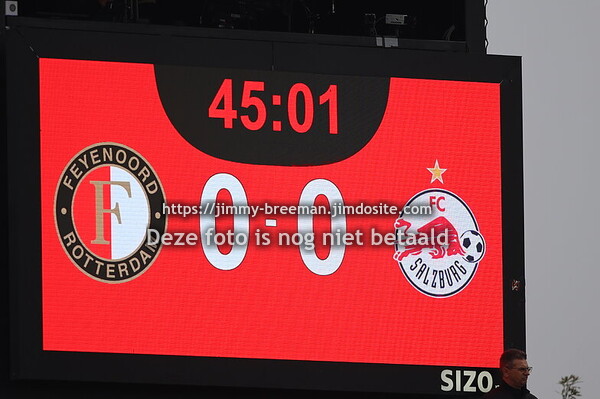 45:01
FEYENOORD
ROTTERDAM
F
0-0
FC
SALZBURG
https://jimmy-breeman.jimdosite.com
Deze foto is nog niet betaald
SIZO